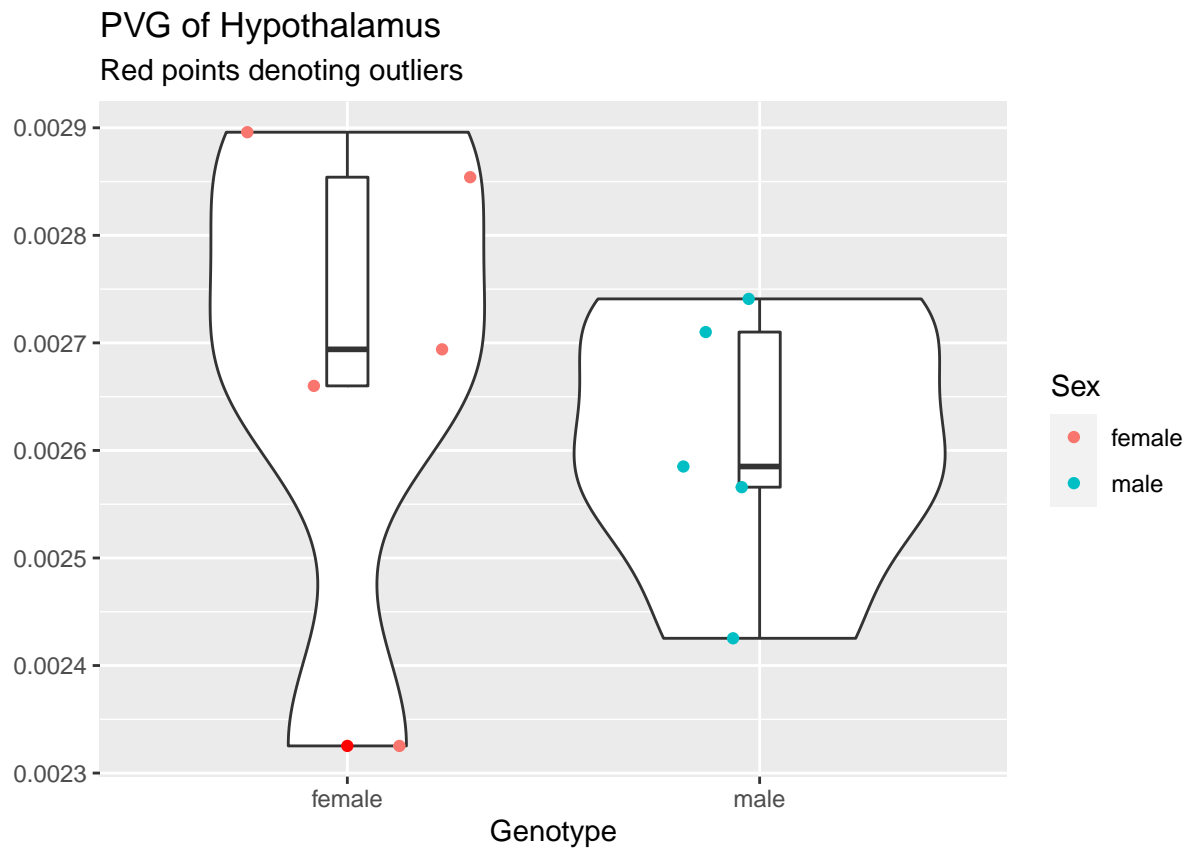 PVG of Hypothalamus
Red points denoting outliers
0.0029
0.0028
0.0027
0.0026
0.0025
0.0024
0.0023
female
male
Genotype
Sex
female
male